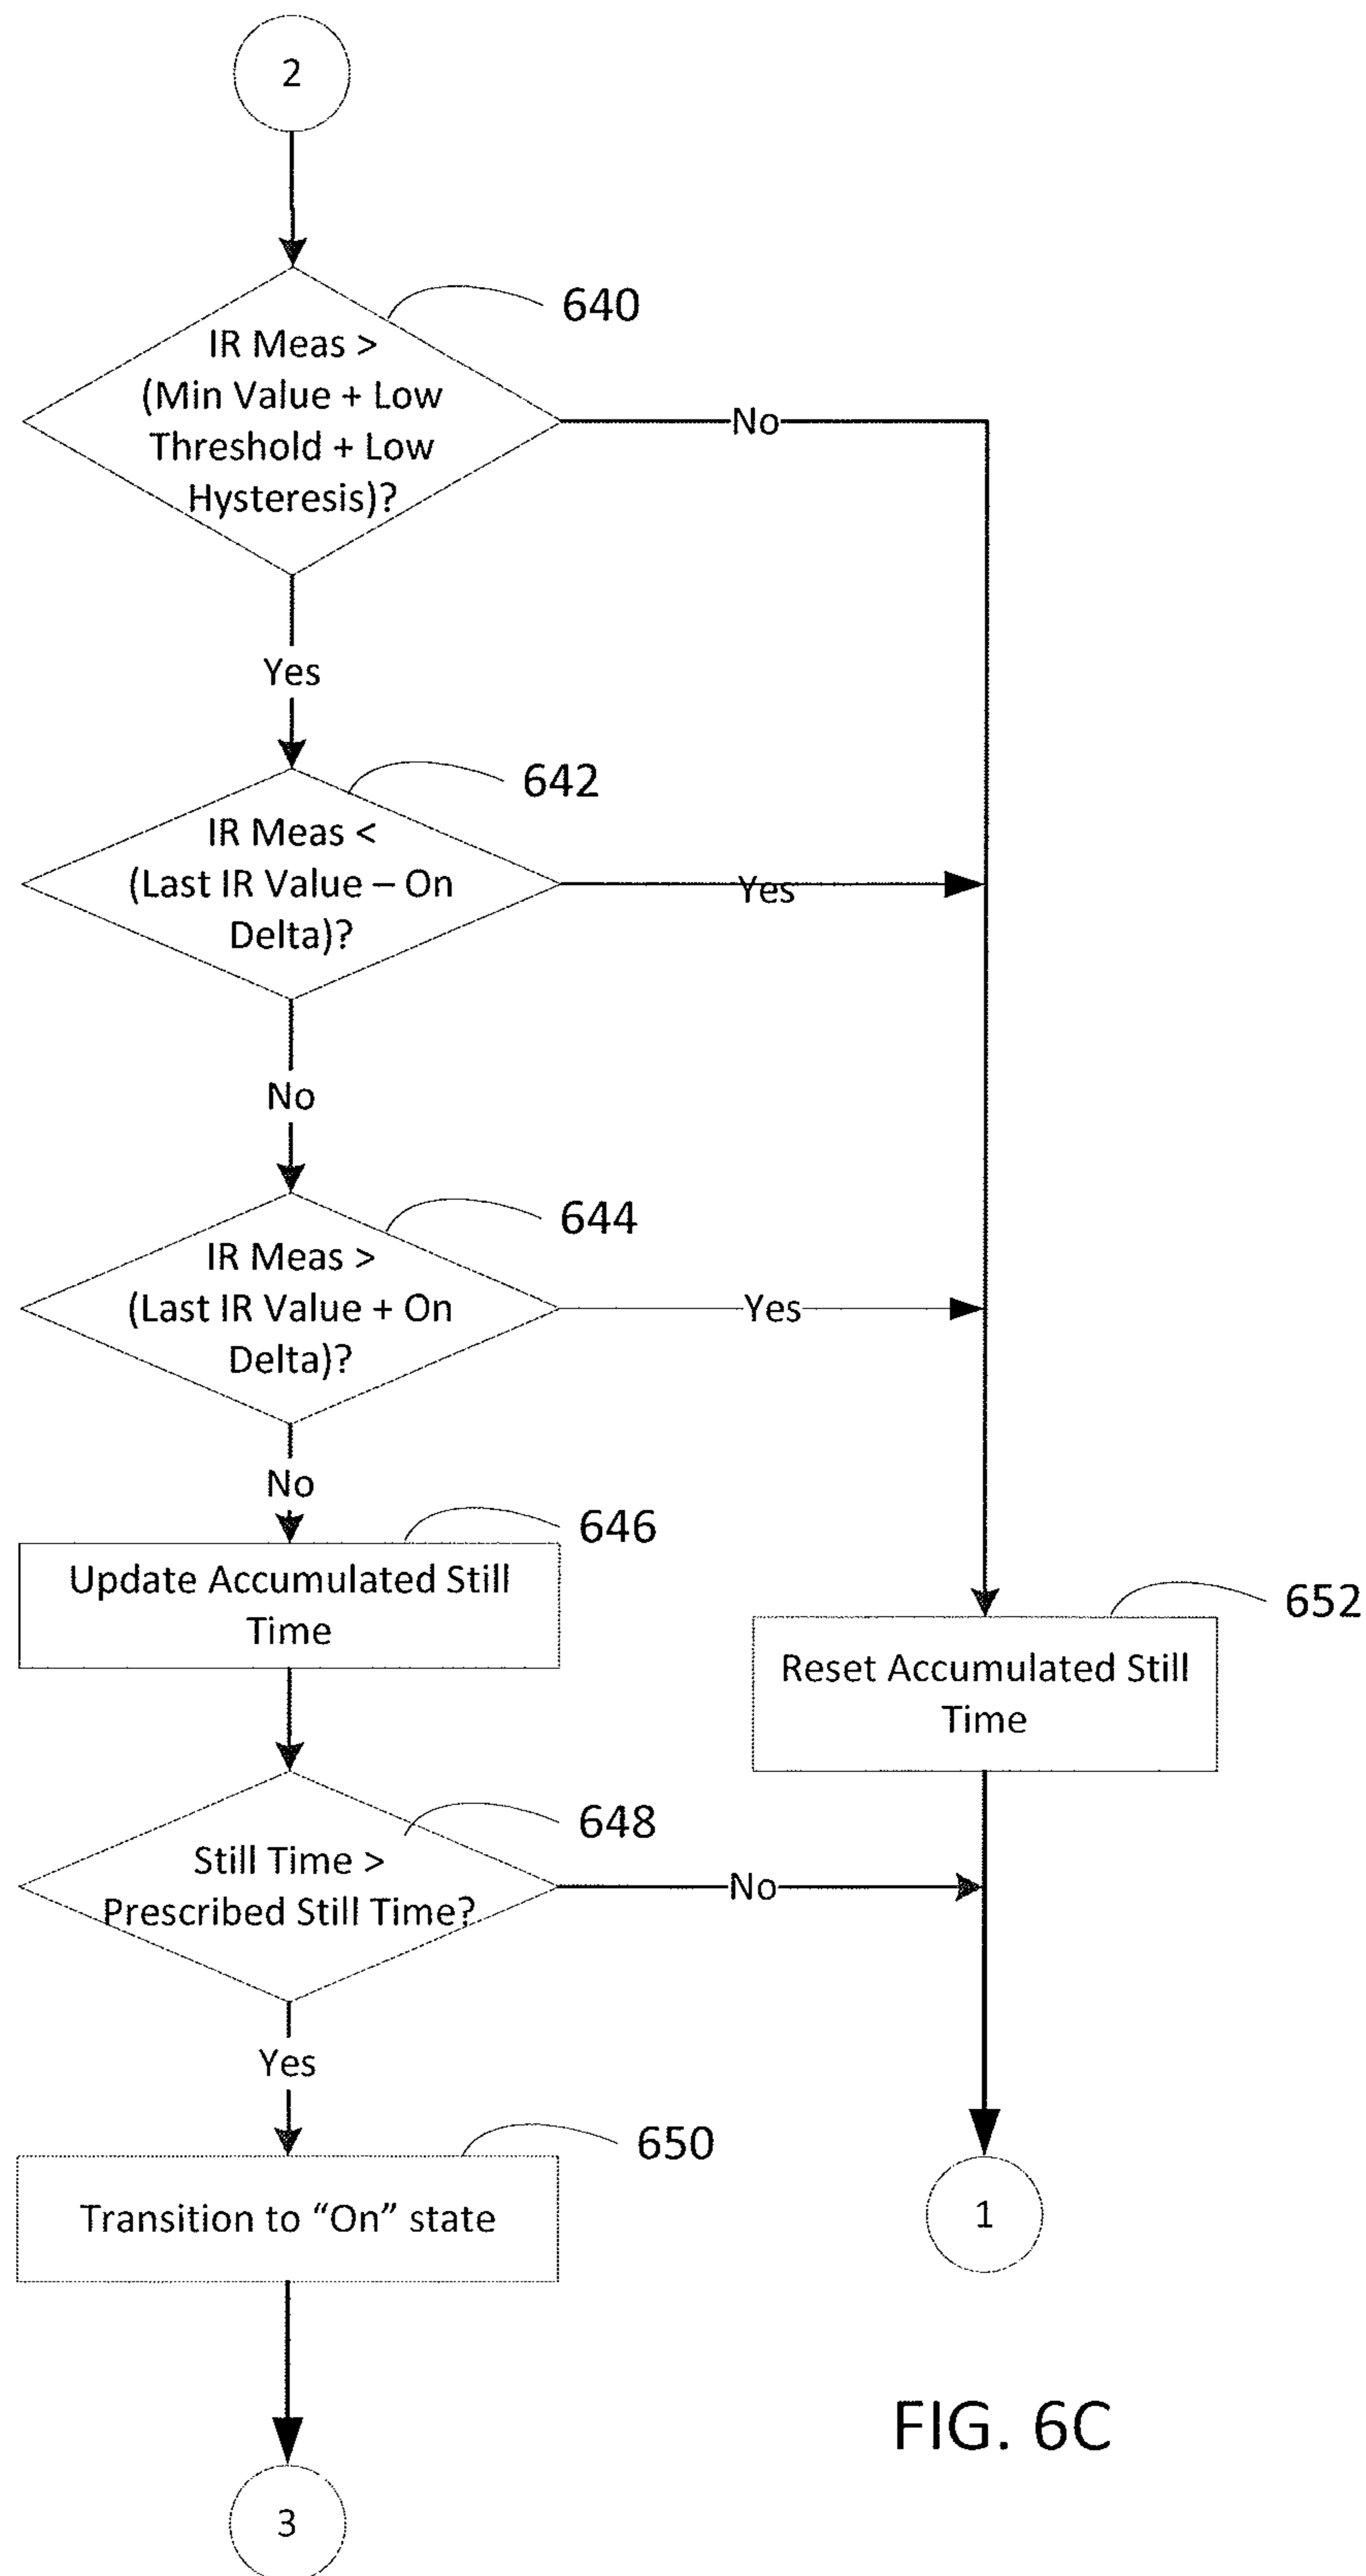 2
640
IR Meas >
(Min Value + Low
Threshold + Low
Hysteresis)?
No
Yes
642
IR Meas <
(Last IR Value – On
Delta)?
Yes
No
644
IR Meas >
(Last IR Value + On
Delta)?
Yes
No
646
Update Accumulated Still
Time
652
Reset Accumulated Still
Time
648
Still Time >
Prescribed Still Time?
No
Yes
650
Transition to “On” state
1
FIG. 6C
3